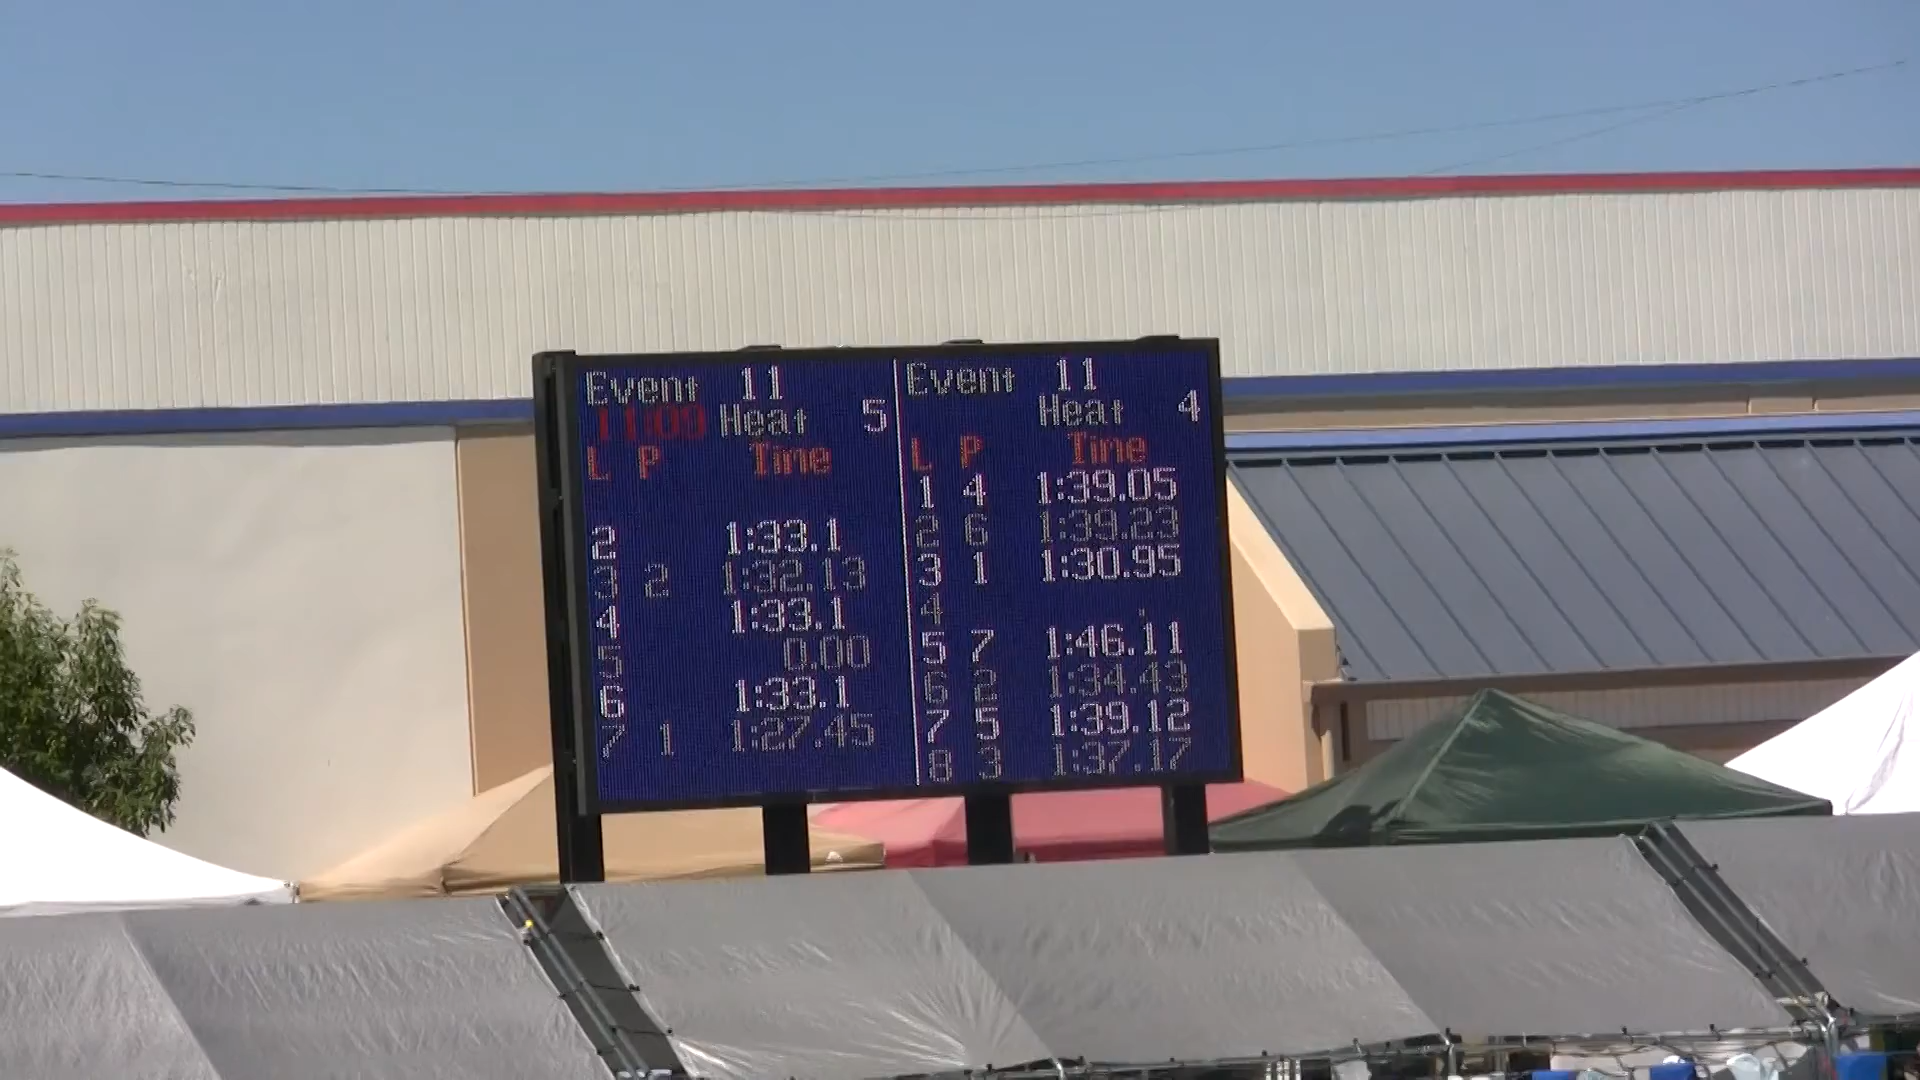 Event 11
11:09 Heat 5
L P Time
2 1:33.1
3 2 1:32.13
4 1:33.1
5 0.00
6 1:33.1
7 1 1:27.45
Event 11
Heat 4
L P Time
1 4 1:39.05
2 6 1:39.23
3 1 1:30.95
4 .
5 7 1:46.11
6 2 1:34.43
7 5 1:39.12
8 3 1:37.17